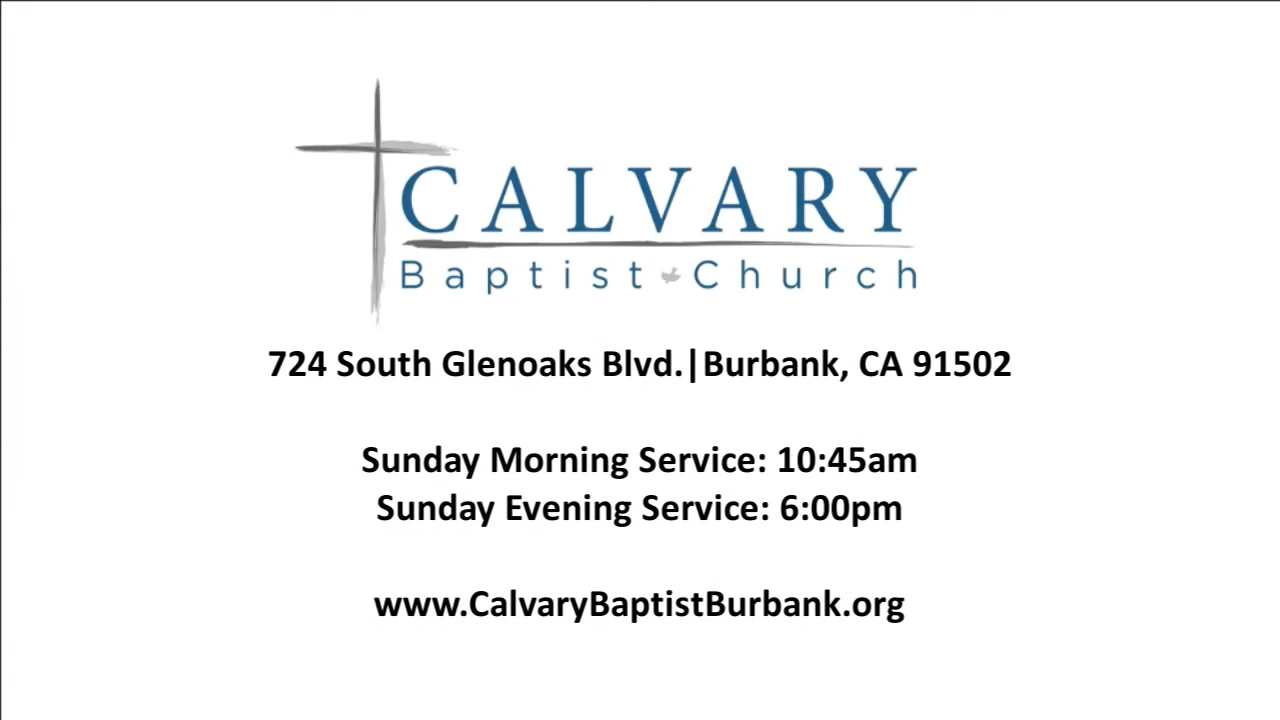 CALVARY
Baptist Church
724 South Glenoaks Blvd.|Burbank, CA 91502
Sunday Morning Service: 10:45am
Sunday Evening Service: 6:00pm
www.CalvaryBaptistBurbank.org